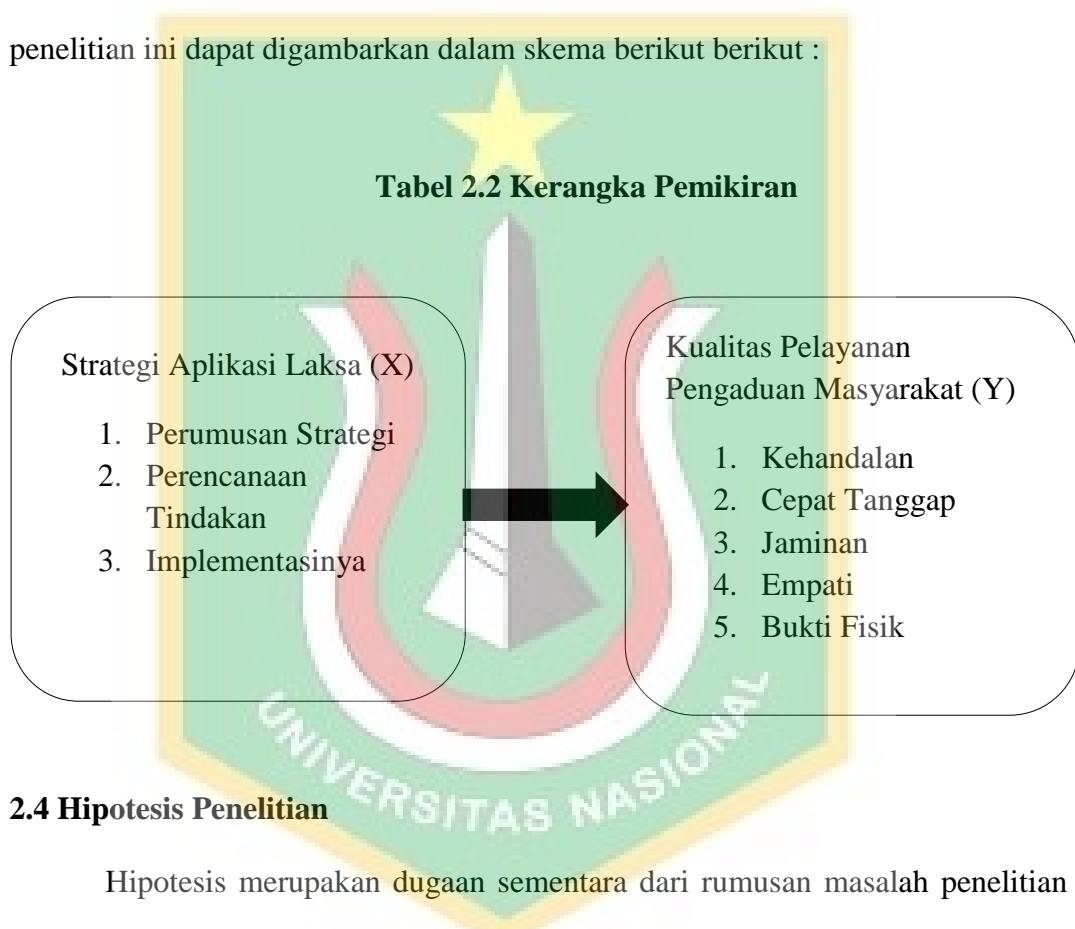 penelitian ini dapat digambarkan dalam skema berikut berikut :
Tabel 2.2 Kerangka Pemikiran
Strategi Aplikasi Laksa (X)
1. Perumusan Strategi
2. Perencanaan
Tindakan
3. Implementasinya
Kualitas Pelayanan
Pengaduan Masyarakat (Y)
1. Kehandalan
2. Cepat Tanggap
3. Jaminan
4. Empati
5. Bukti Fisik
UNIVERSITAS NASIONAL
2.4 Hipotesis Penelitian
Hipotesis merupakan dugaan sementara dari rumusan masalah penelitian